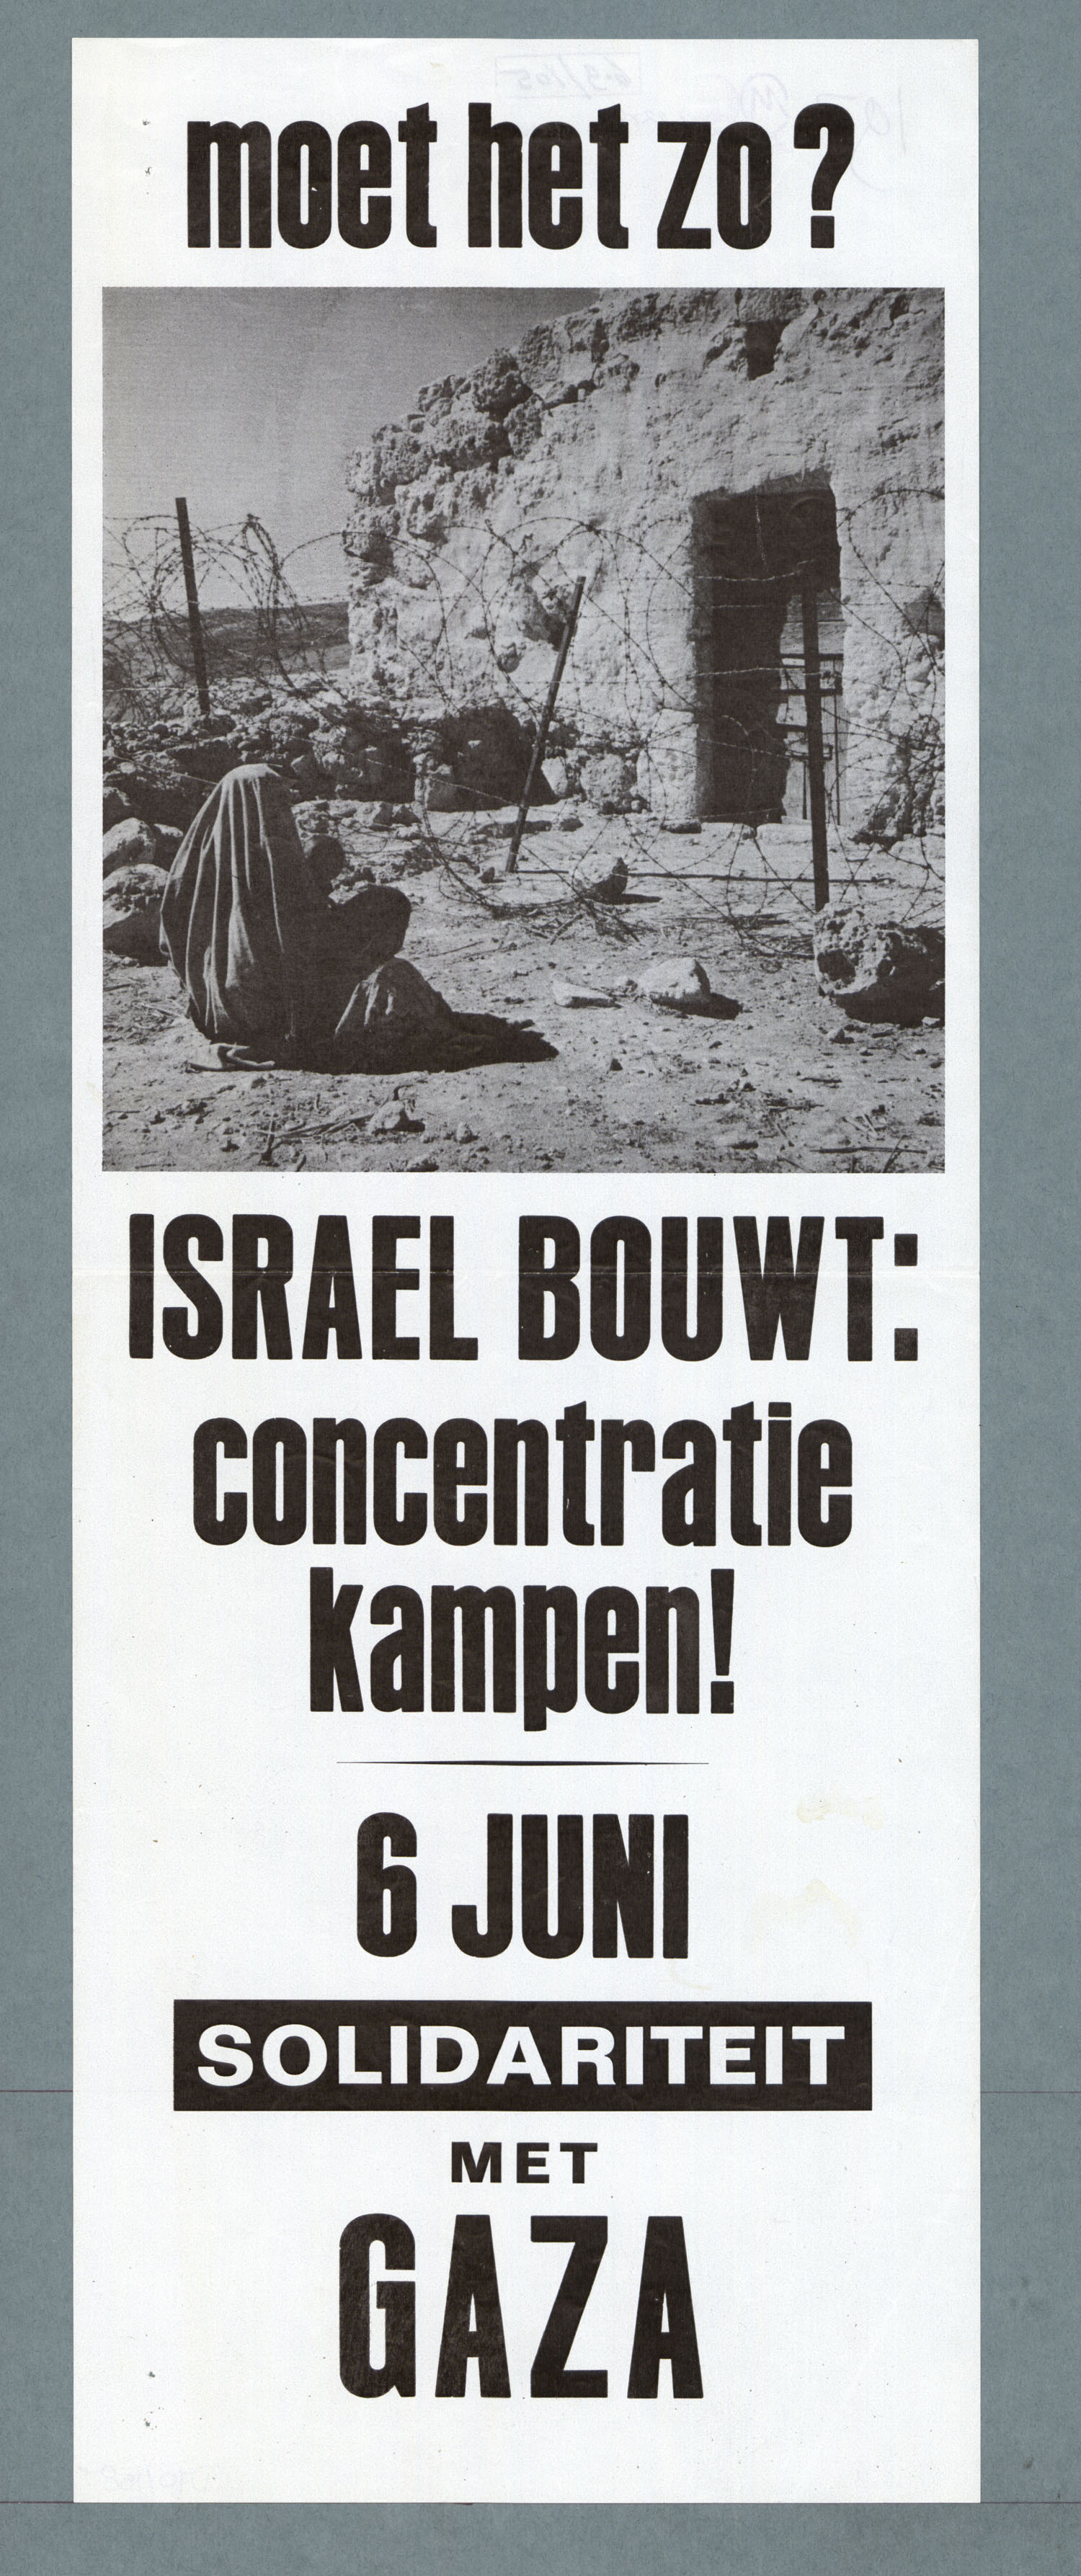 moet het zo?
ISRAEL BOUWT:
concentratie
kampen!
6 JUNI
SOLIDARITEIT
MET
GAZA